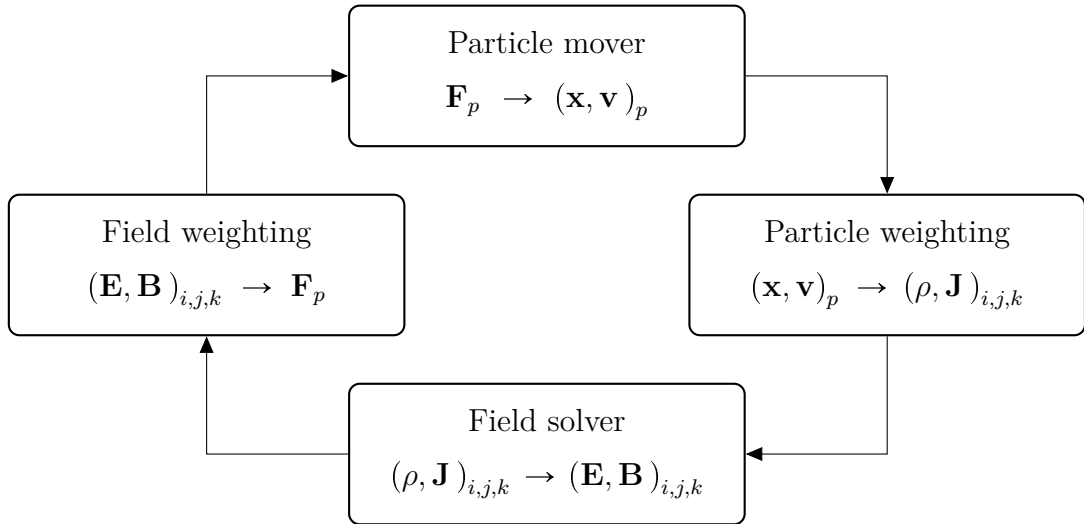 Particle mover
F_p → (x, v)_p
Field weighting
(E, B)_{i,j,k} → F_p
Particle weighting
(x, v)_p → (ρ, J)_{i,j,k}
Field solver
(ρ, J)_{i,j,k} → (E, B)_{i,j,k}